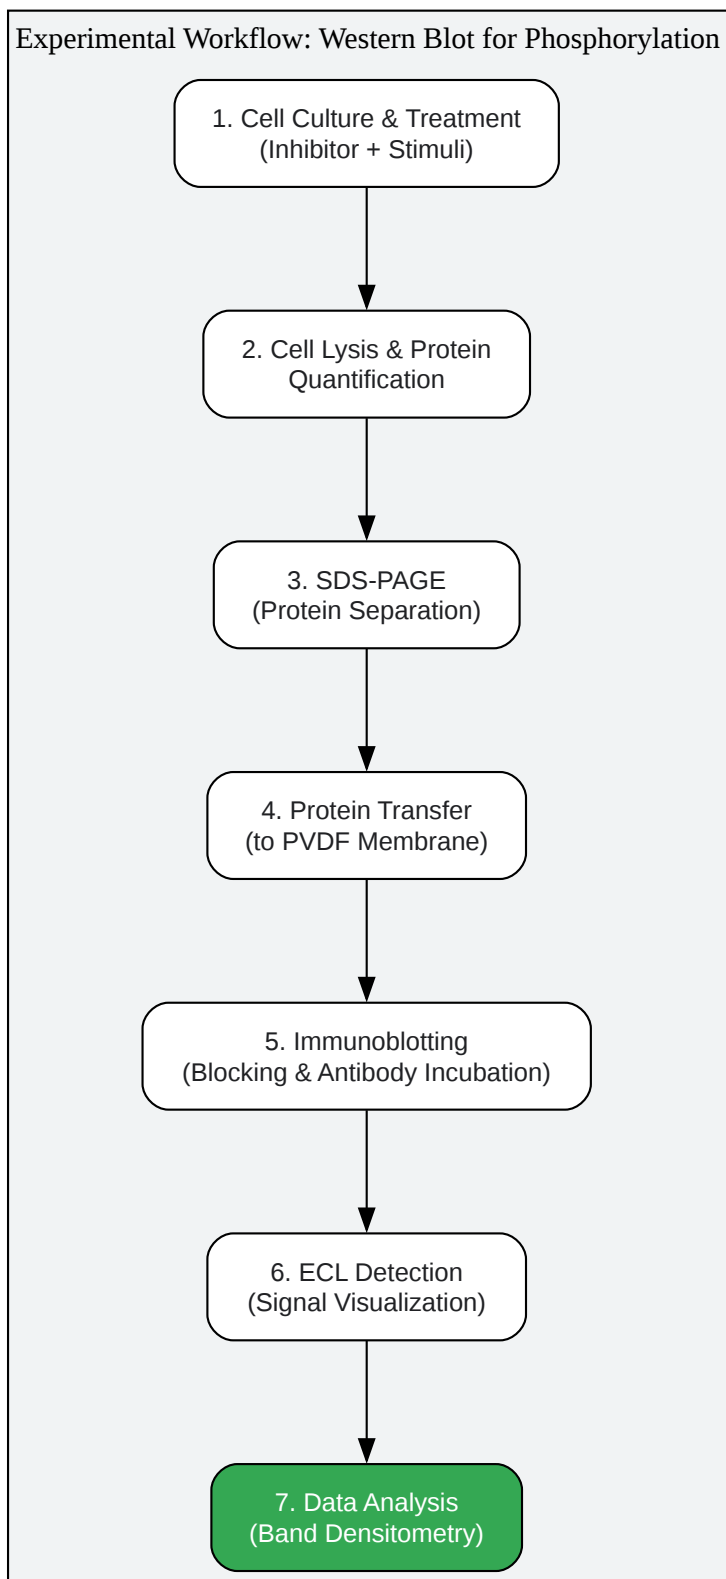 Experimental Workflow: Western Blot for Phosphorylation
1. Cell Culture & Treatment
(Inhibitor + Stimuli)
2. Cell Lysis & Protein
Quantification
3. SDS-PAGE
(Protein Separation)
4. Protein Transfer
(to PVDF Membrane)
5. Immunoblotting
(Blocking & Antibody Incubation)
6. ECL Detection
(Signal Visualization)
7. Data Analysis
(Band Densitometry)